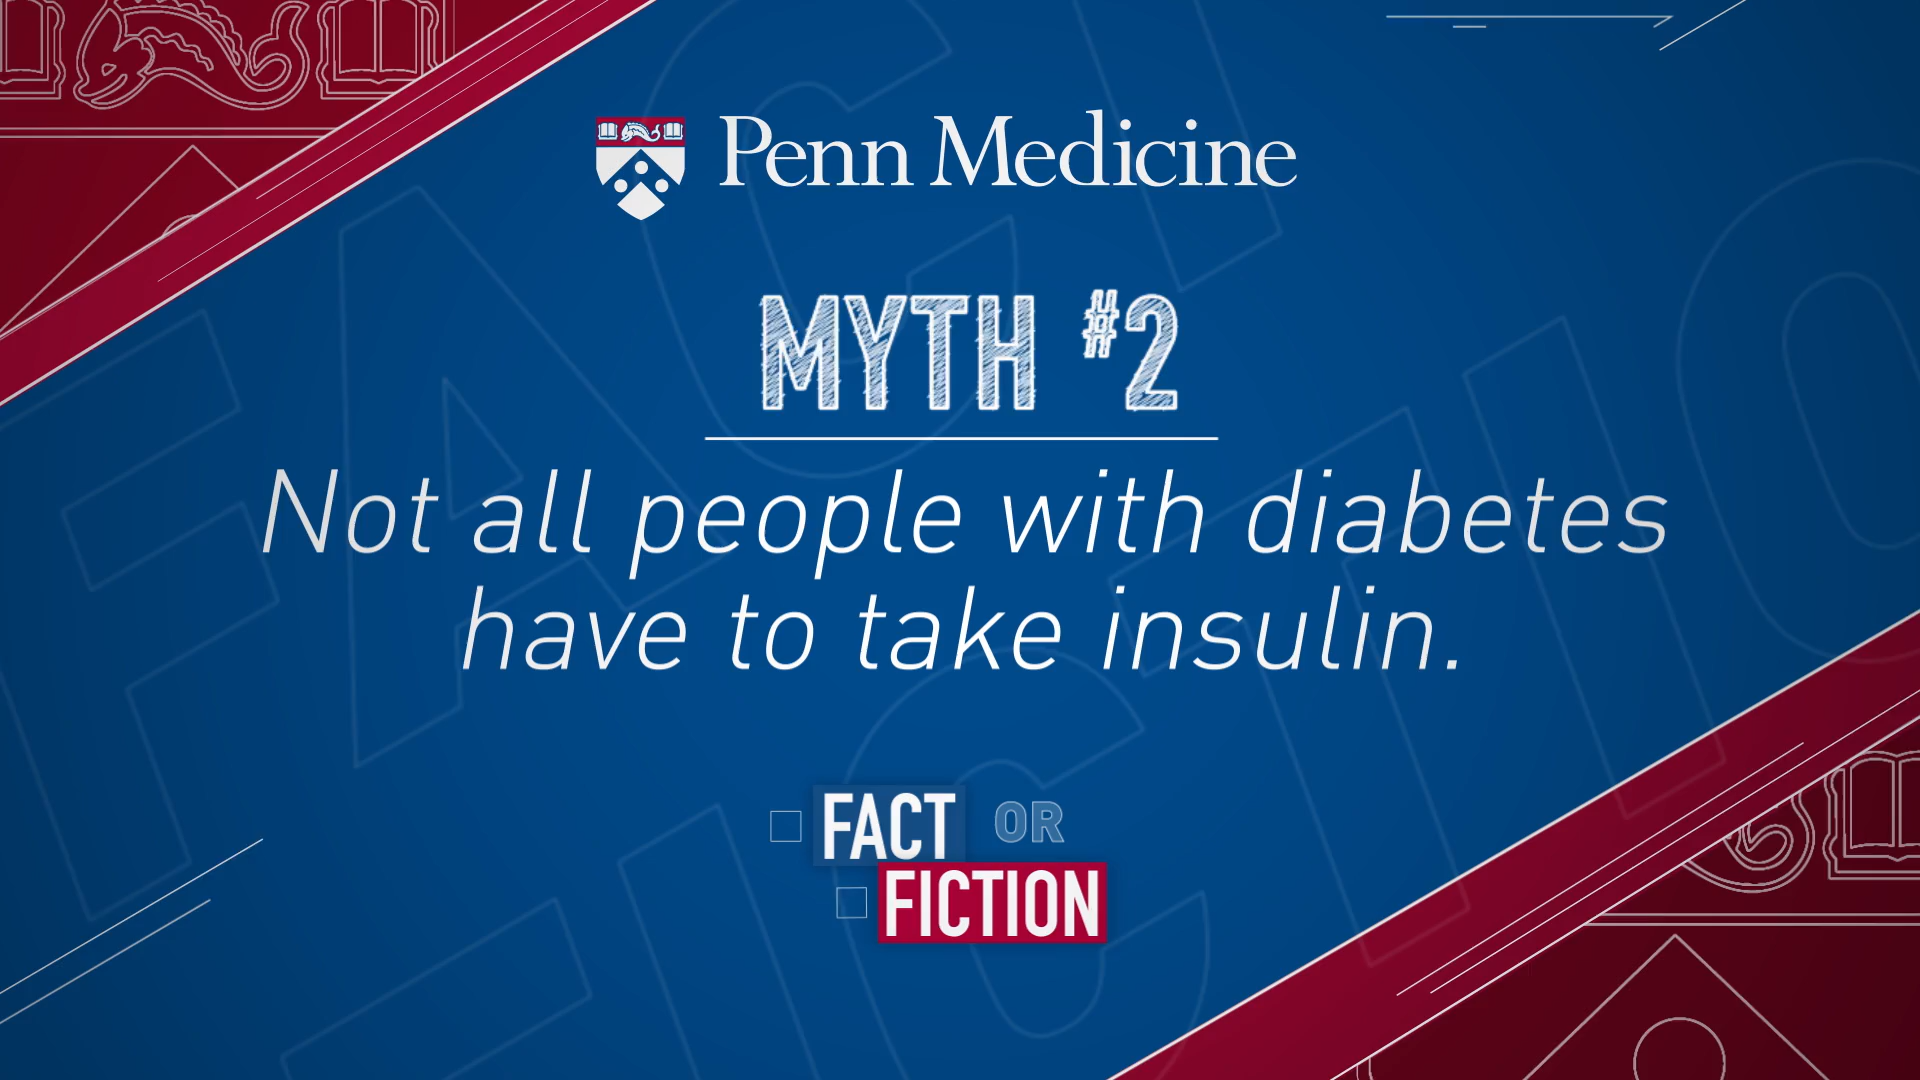 Penn Medicine
MYTH #2
Not all people with diabetes
have to take insulin.
FACT OR
FICTION